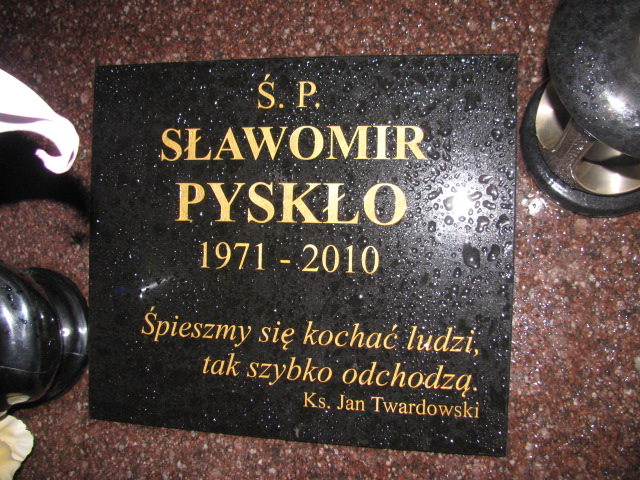 Ś. P.
SŁAWOMIR
PYSKŁO
1971 - 2010
Śpieszmy się kochać ludzi,
tak szybko odchodzą.
Ks. Jan Twardowski